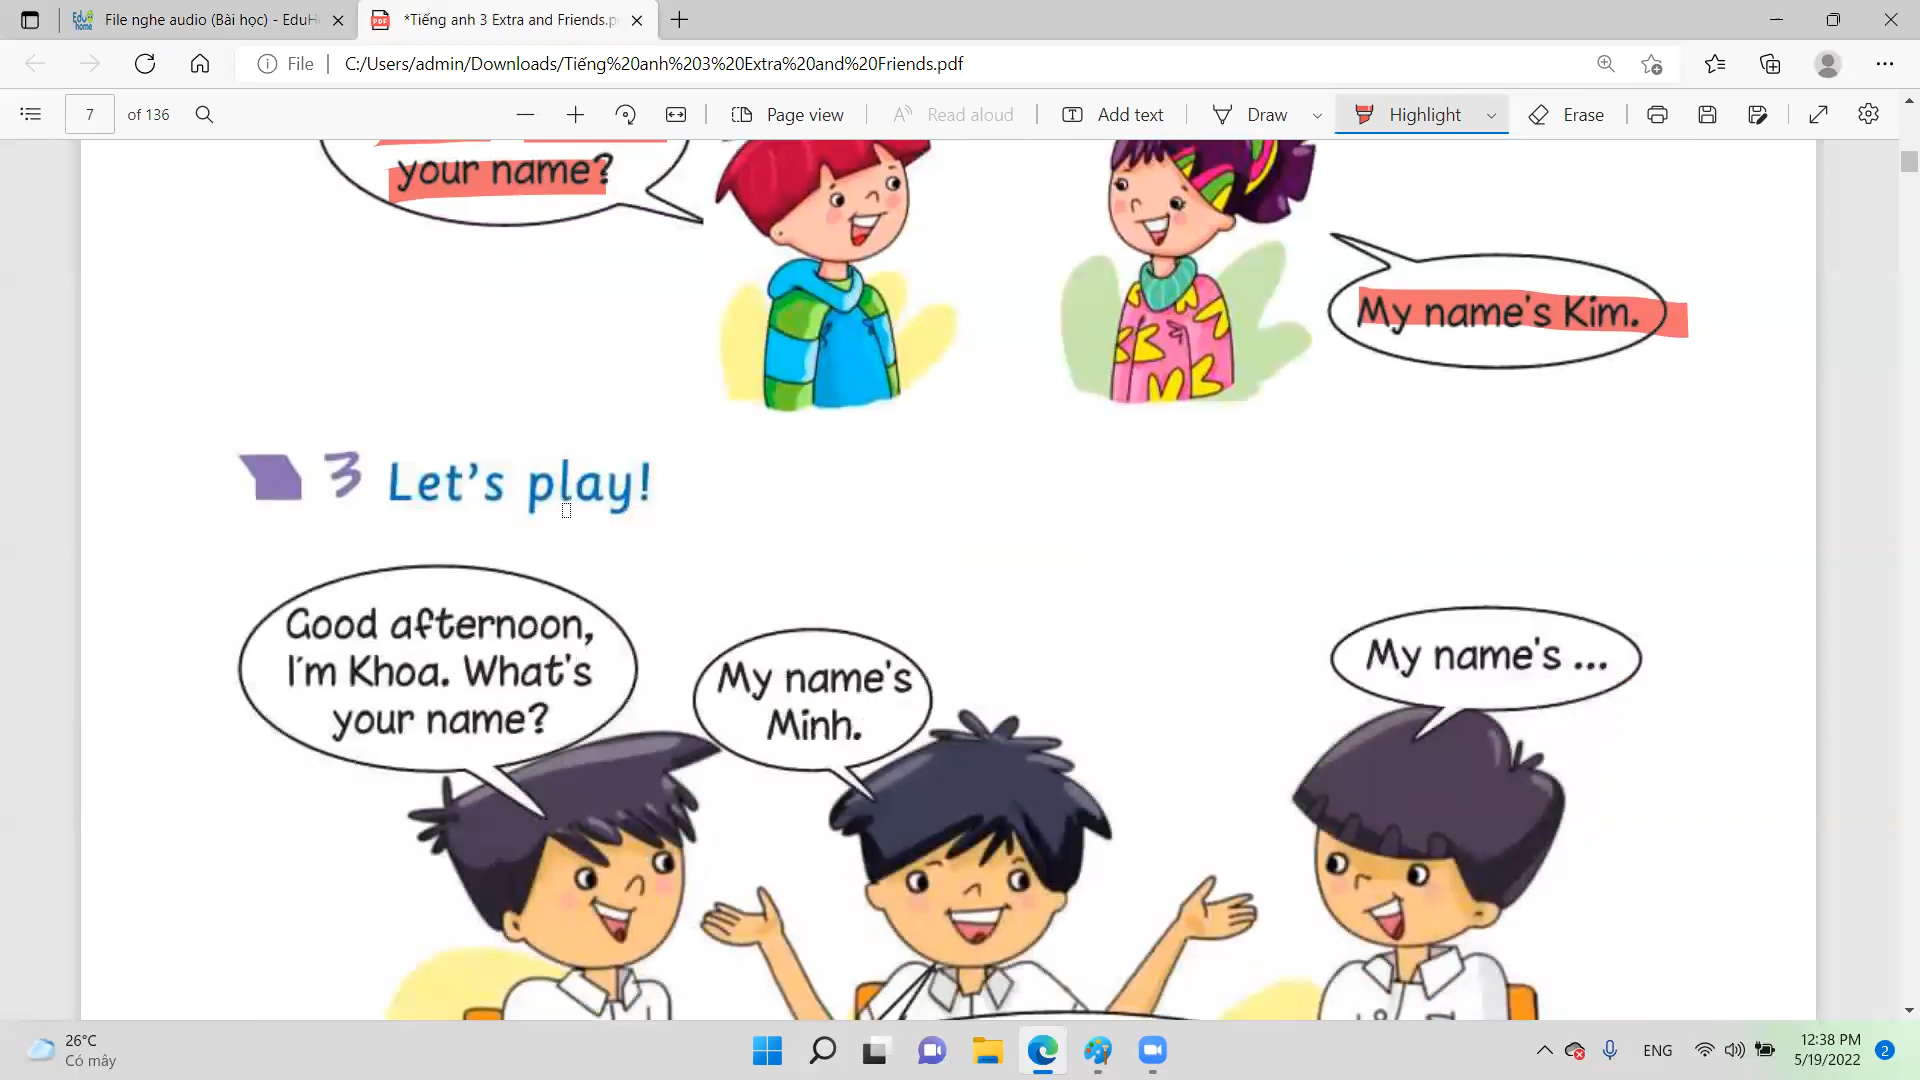 File nghe audio (Bài học) - EduH
*Tiếng anh 3 Extra and Friends.p
File
C:/Users/admin/Downloads/Tiếng%20anh%203%20Extra%20and%20Friends.pdf
7 of 136
Page view
Read aloud
Add text
Draw
Highlight
Erase
your name?
My name's Kim.
3 Let's play!
Good afternoon,
I'm Khoa. What's
your name?
My name's
Minh.
My name's ...
26°C
Có mây
ENG
12:38 PM
5/19/2022
2